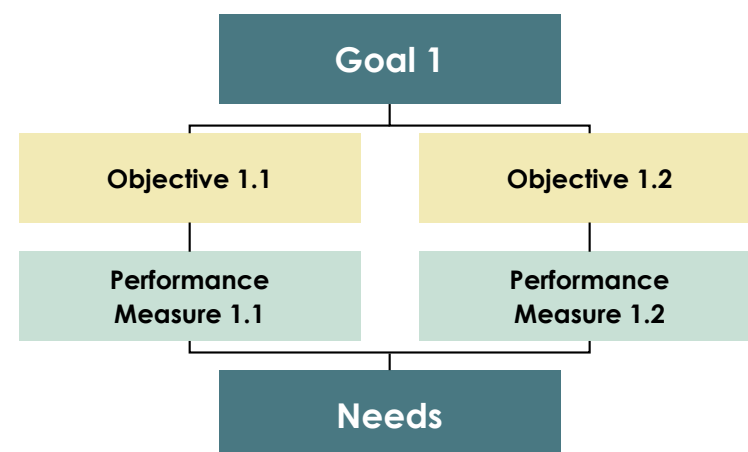 Goal 1
Objective 1.1
Objective 1.2
Performance
Measure 1.1
Performance
Measure 1.2
Needs